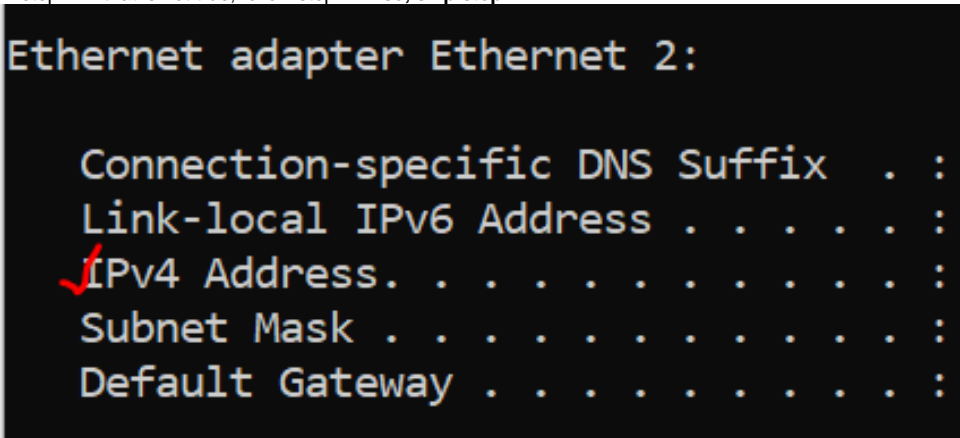 Ethernet adapter Ethernet 2:
Connection-specific DNS Suffix . :
Link-local IPv6 Address . . . . . :
IPv4 Address. . . . . . . . . . . :
Subnet Mask . . . . . . . . . . . :
Default Gateway . . . . . . . . . :